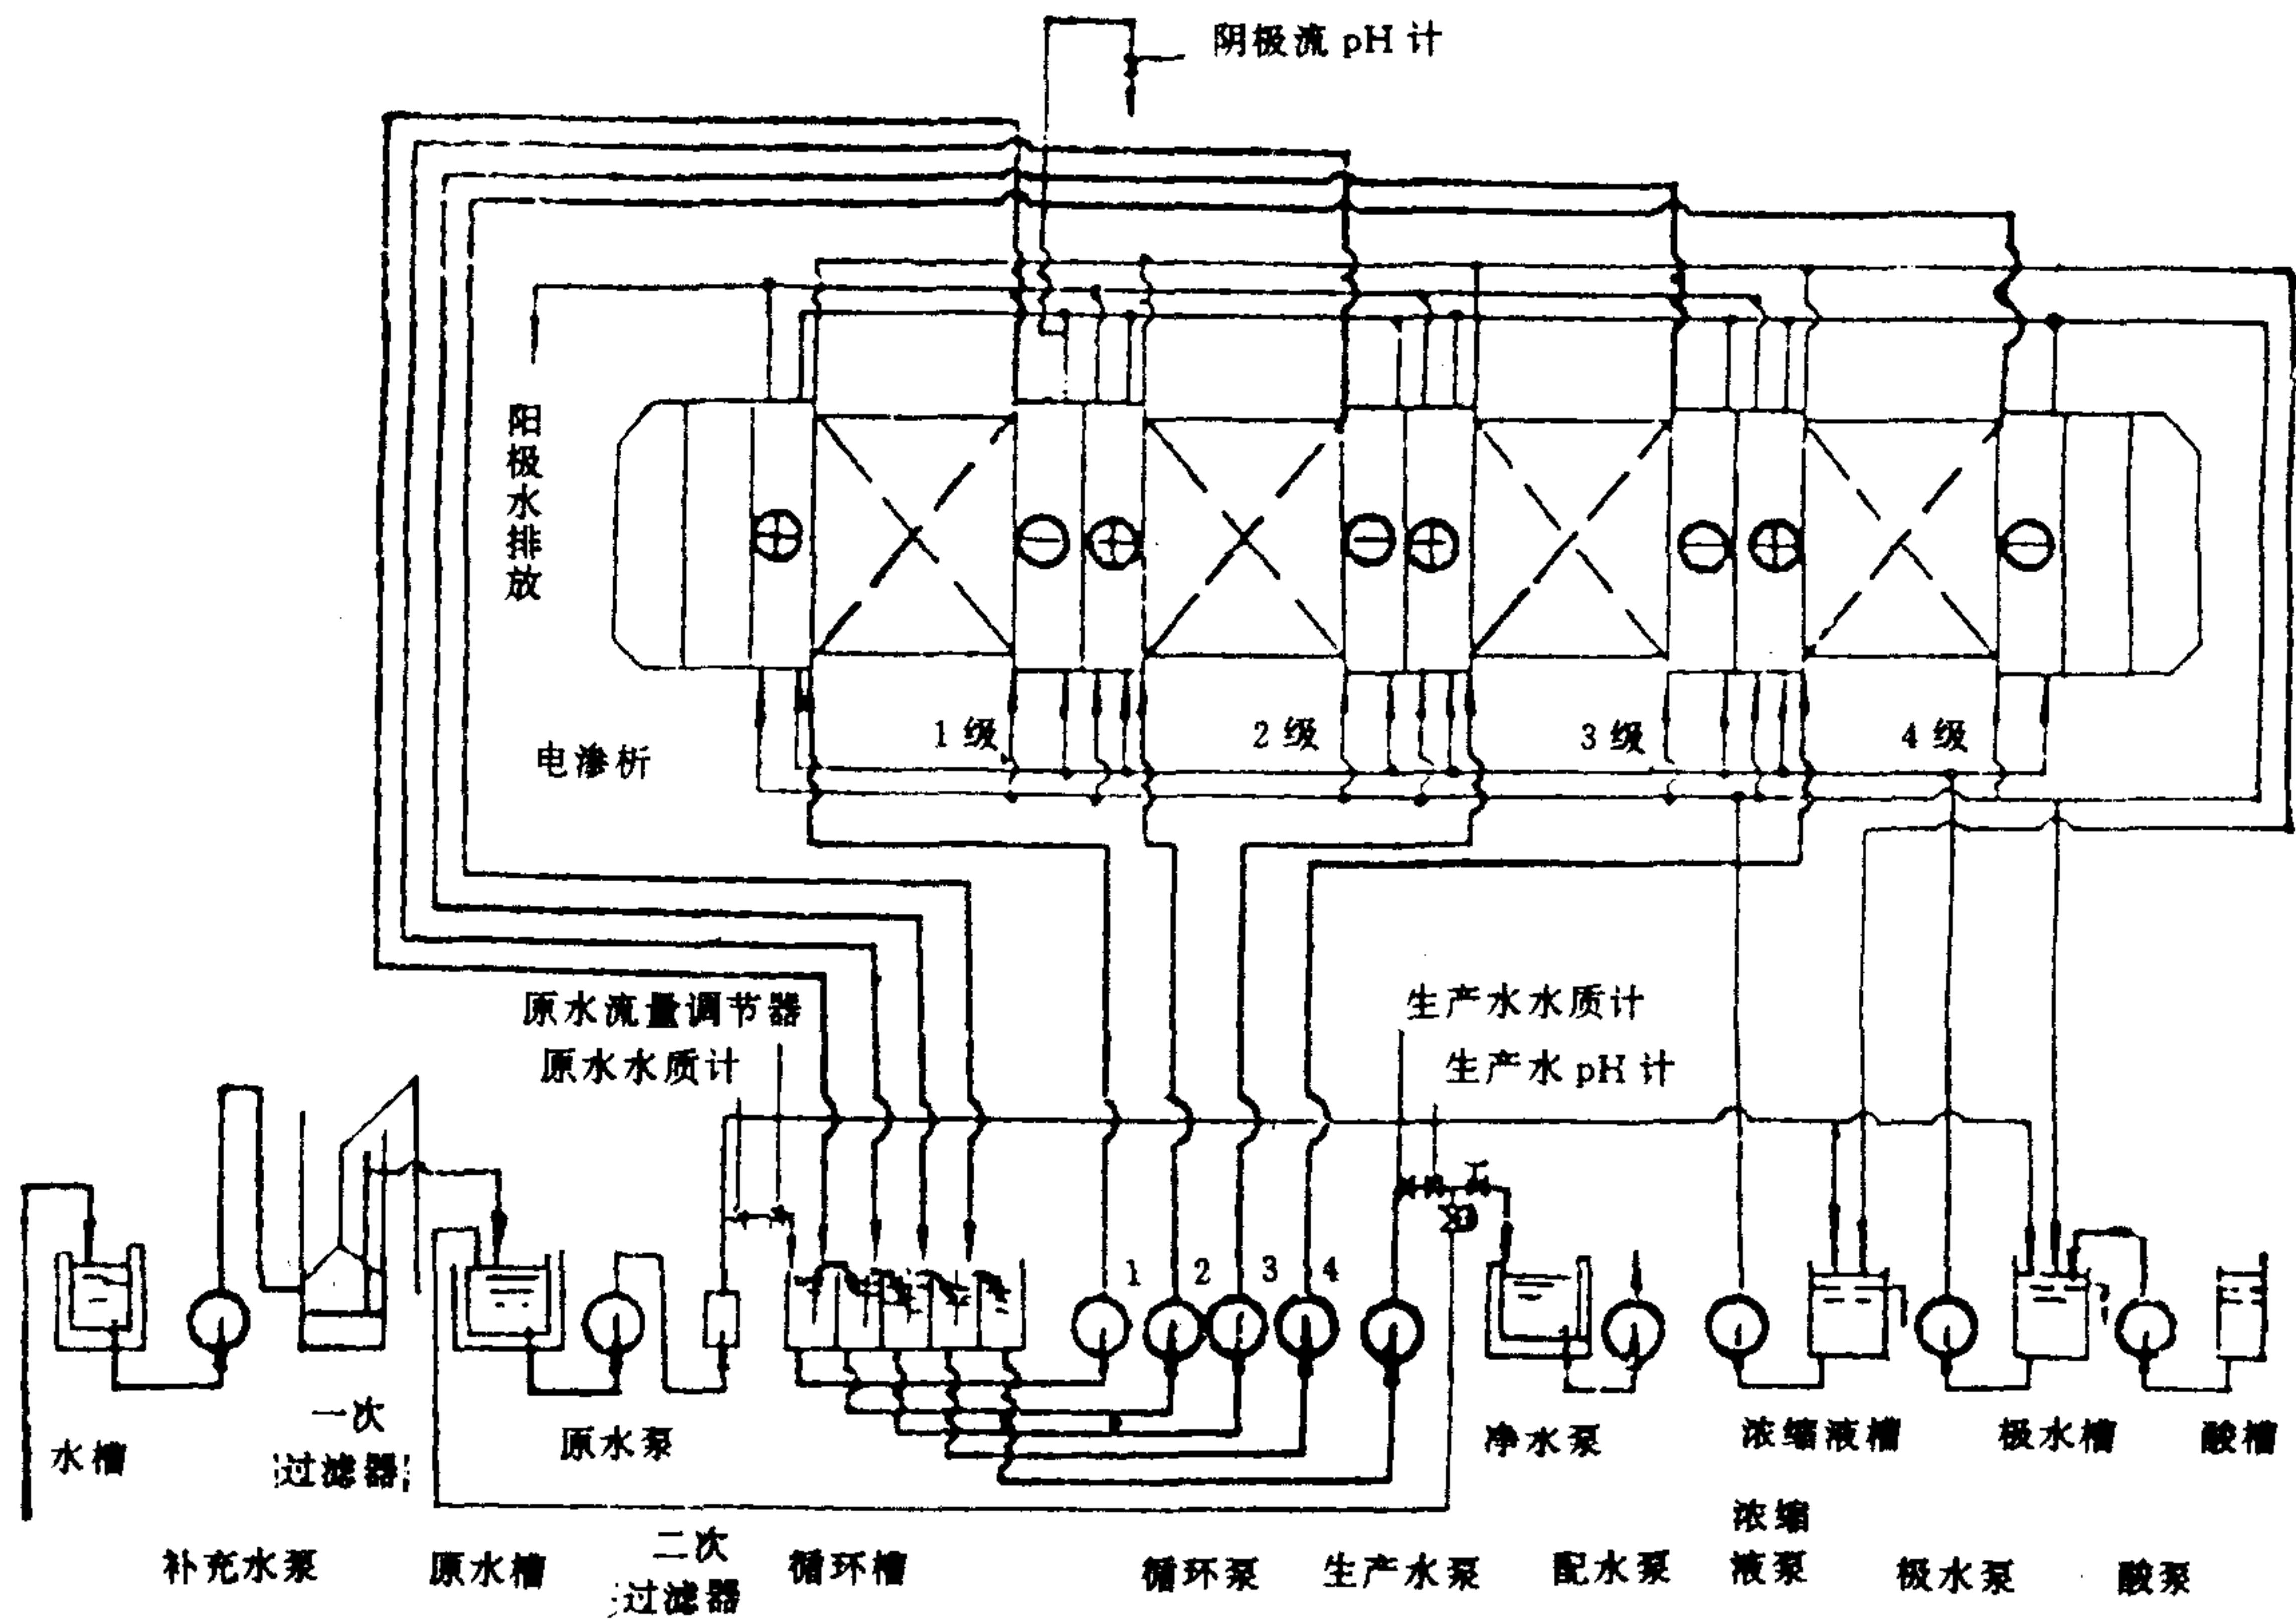 阴极流 pH 计
阳极水排放
1 级
2 级
3 级
4 级
电渗析
原水流量调节器
原水水质计
生产水水质计
生产水 pH 计
1
2
3
4
水槽
一次
过滤器
原水泵
净水泵
浓缩液槽
极水槽
酸槽
补充水泵
原水槽
二次
过滤器
循环槽
循环泵
生产水泵
配水泵
浓缩
液泵
极水泵
酸泵